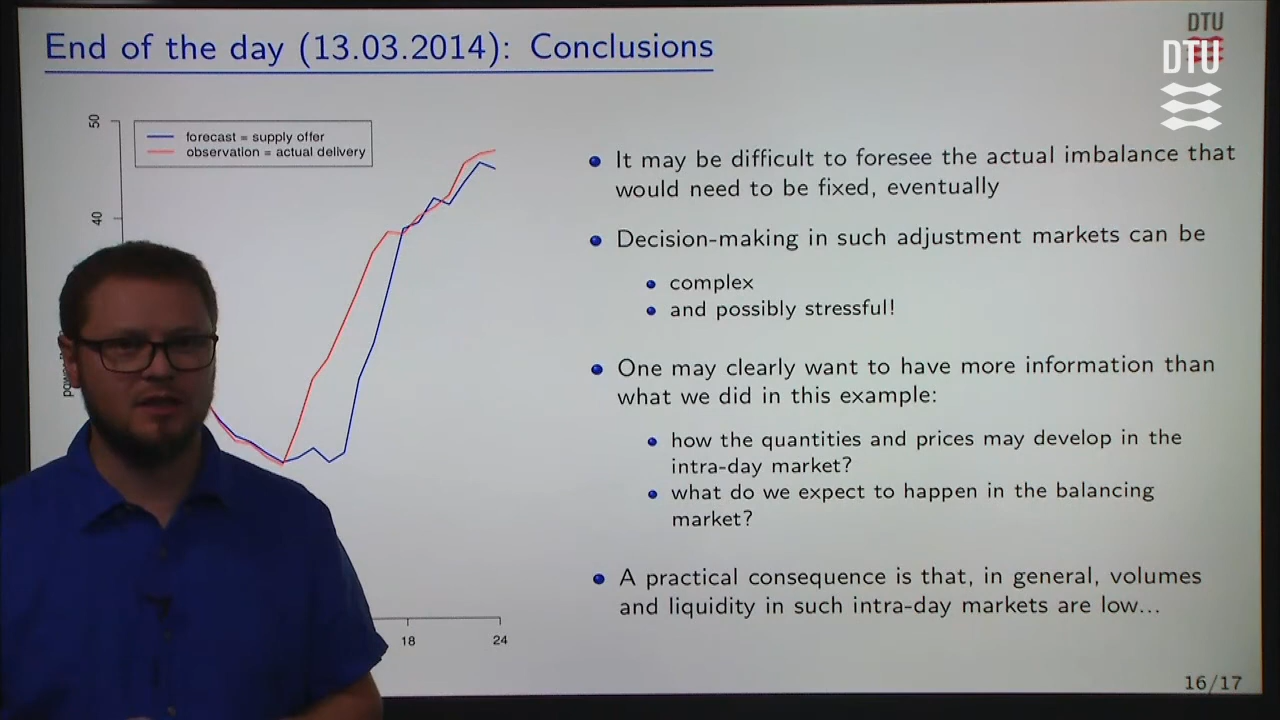 End of the day (13.03.2014): Conclusions
DTU
DTU
50
forecast = supply offer
observation = actual delivery
40
18
24
It may be difficult to foresee the actual imbalance that
would need to be fixed, eventually
Decision-making in such adjustment markets can be
complex
and possibly stressful!
One may clearly want to have more information than
what we did in this example:
how the quantities and prices may develop in the
intra-day market?
what do we expect to happen in the balancing
market?
A practical consequence is that, in general, volumes
and liquidity in such intra-day markets are low...
16/17